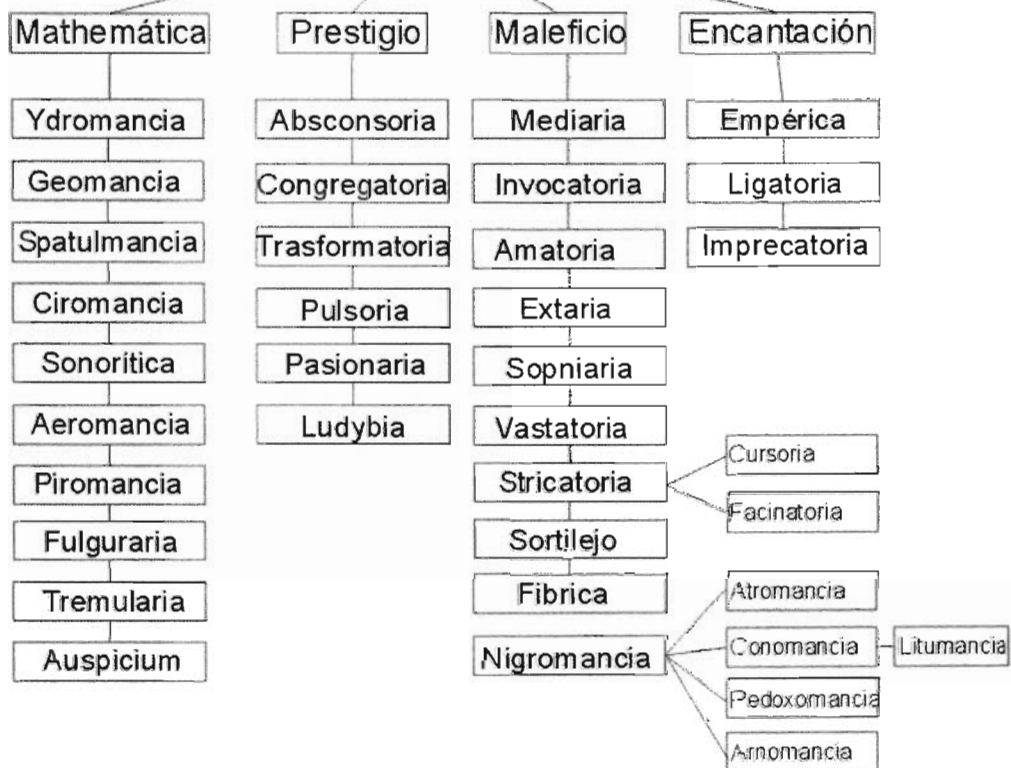 Mathemática
Prestigio
Maleficio
Encantación
Ydromancia
Geomancia
Spatulmancia
Ciromancia
Sonorítica
Aeromancia
Piromancia
Fulguraria
Tremularia
Auspicium
Absconsoria
Congregatoria
Trasformatoria
Pulsoria
Pasionaria
Ludybia
Mediaria
Invocatoria
Amatoria
Extaria
Sopniaria
Vastatoria
Stricatoria
Cursoria
Facinatoria
Sortilejo
Fibrica
Nigromancia
Atromancia
Conomancia
Litumancia
Pedoxomancia
Arnomancia
Empérica
Ligatoria
Imprecatoria